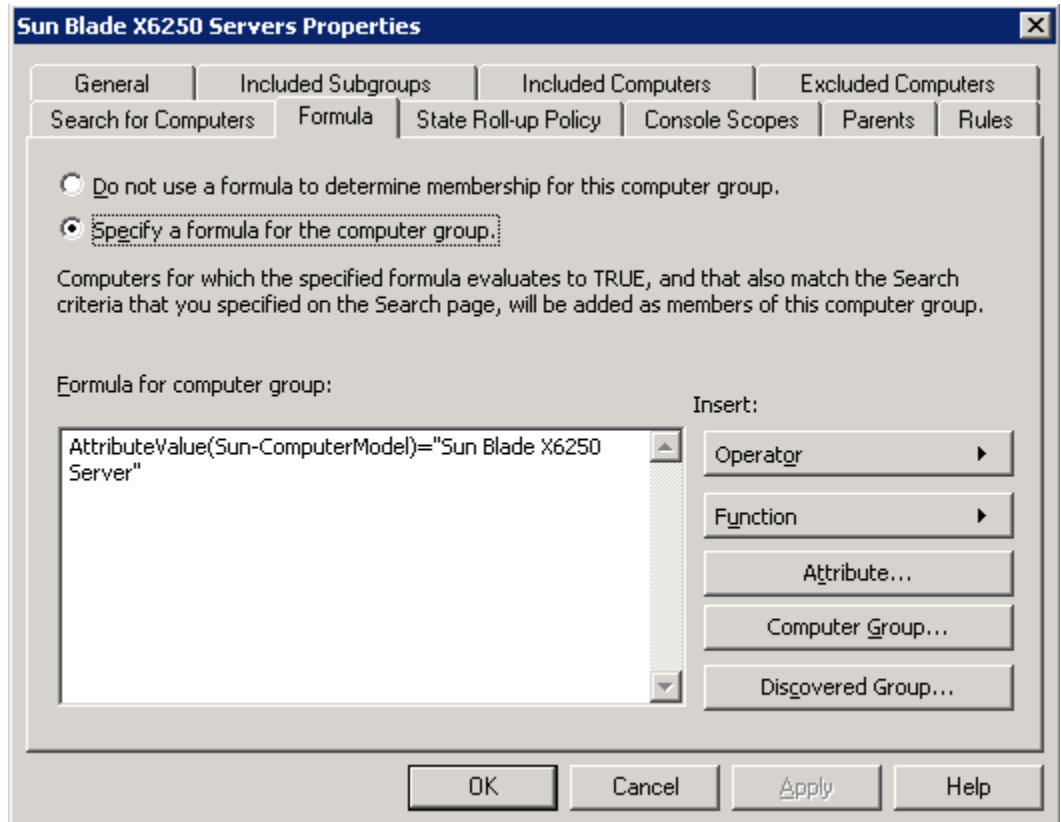 Sun Blade X6250 Servers Properties
General
Included Subgroups
Included Computers
Excluded Computers
Search for Computers
Formula
State Roll-up Policy
Console Scopes
Parents
Rules
Do not use a formula to determine membership for this computer group.
Specify a formula for the computer group.
Computers for which the specified formula evaluates to TRUE, and that also match the Search
criteria that you specified on the Search page, will be added as members of this computer group.
Formula for computer group:
Insert:
AttributeValue(Sun-ComputerModel)="Sun Blade X6250
Server"
Operator
Function
Attribute...
Computer Group...
Discovered Group...
OK
Cancel
Apply
Help